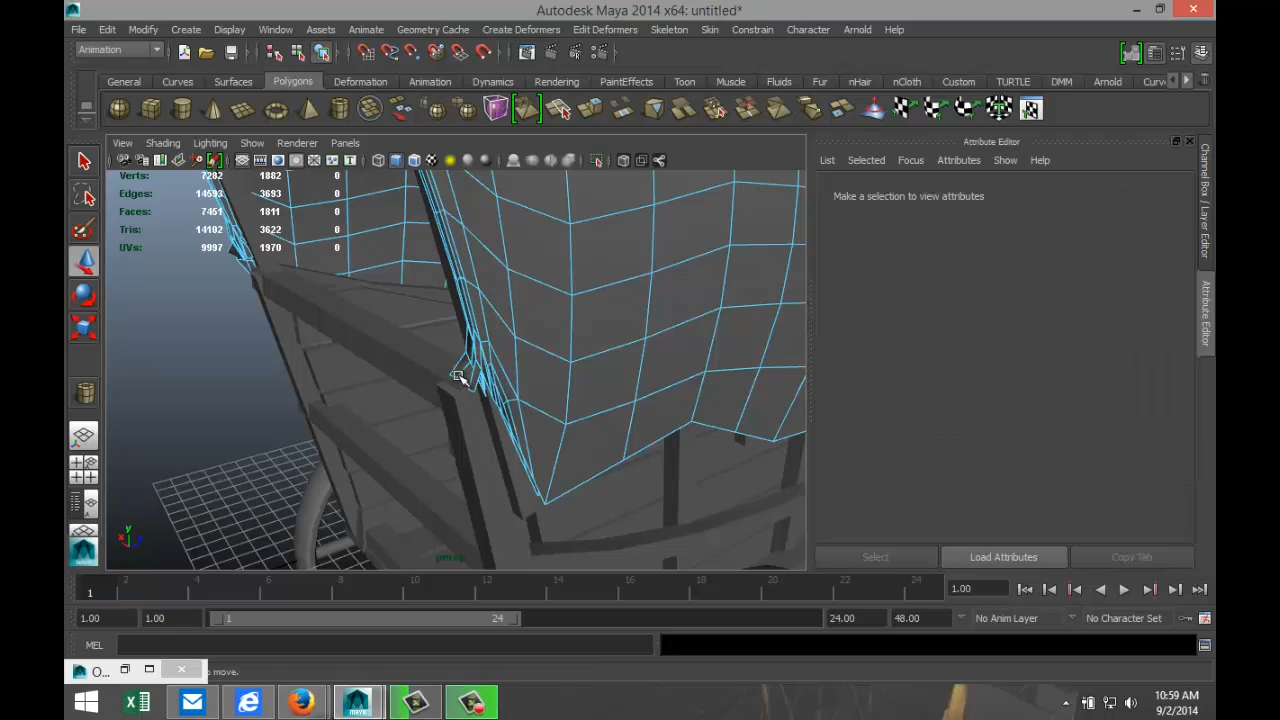 Autodesk Maya 2014 x64: untitled*
File Edit Modify Create Display Window Assets Animate Geometry Cache Create Deformers Edit Deformers Skeleton Skin Constrain Character Arnold Help
Animation
General Curves Surfaces Polygons Deformation Animation Dynamics Rendering PaintEffects Toon Muscle Fluids Fur nHair nCloth Custom TURTLE DMM Arnold Curv
View Shading Lighting Show Renderer Panels
Attribute Editor
List Selected Focus Attributes Show Help
Verts: 7282 1882 0
Edges: 14593 3693 0
Faces: 7451 1811 0
Tris: 14102 3622 0
UVs: 9997 1970 0
Make a selection to view attributes
Channel Box / Layer Editor
Attribute Editor
y
x
persp
Select Load Attributes Copy Tab
2 4 6 8 10 12 14 16 18 20 22 24
1
1.00
1.00 1.00 1 24 24.00 48.00 No Anim Layer No Character Set
MEL
O... to move.
10:59 AM
9/2/2014